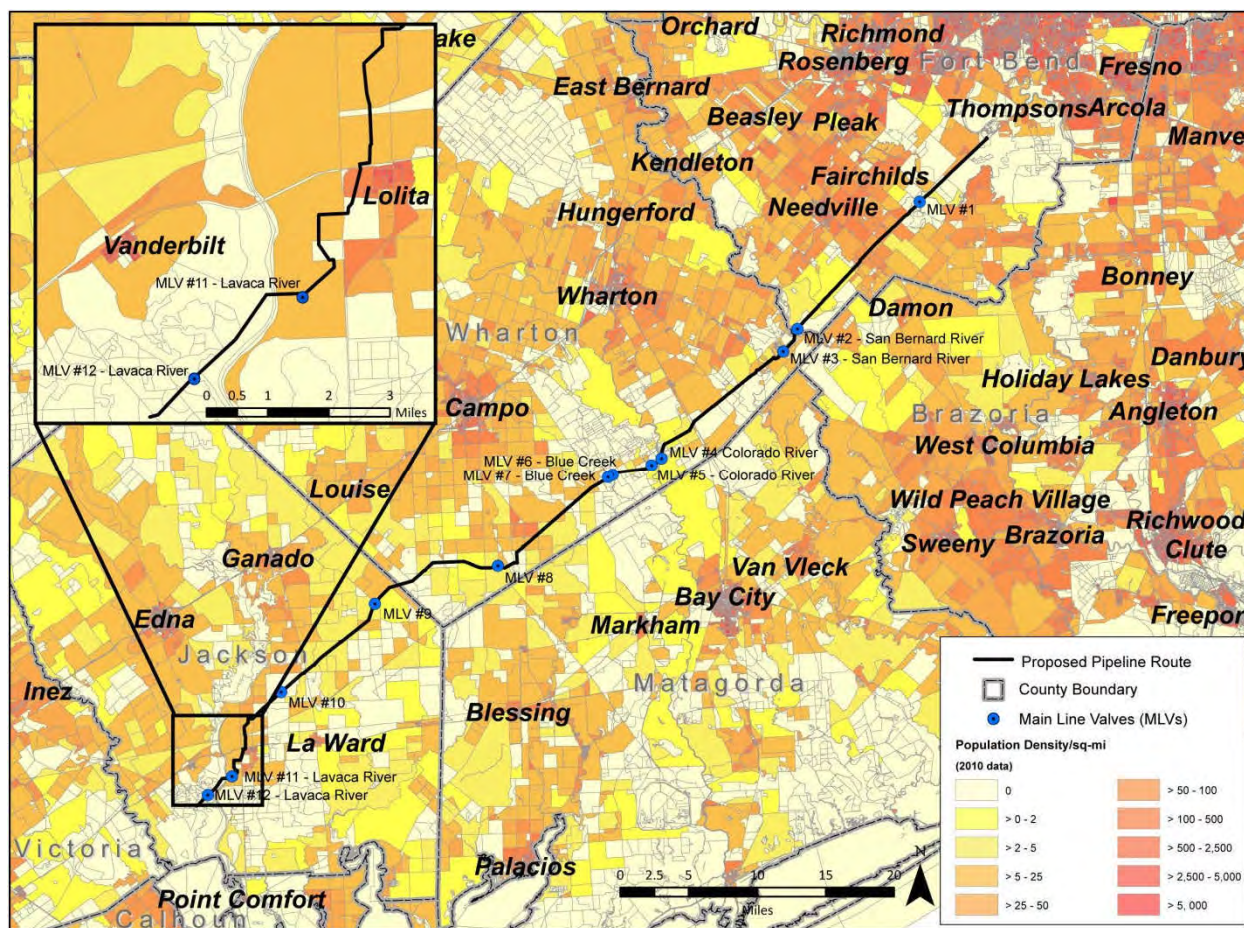 Orchard
Richmond
Rosenberg
Fort Bend
Fresno
ake
East Bernard
Beasley
Pleak
Thompsons
Arcola
Manve
Kendleton
Fairchilds
Needville
MLV #1
Hungerford
Lolita
Vanderbilt
MLV #11 - Lavaca River
MLV #12 - Lavaca River
0 0.5 1 2 3
Miles
Bonney
Wharton
Damon
Wharton
MLV #2 - San Bernard River
MLV #3 - San Bernard River
Danbury
Holiday Lakes
Campo
Brazoria
Angleton
West Columbia
MLV #4 Colorado River
MLV #5 - Colorado River
MLV #6 - Blue Creek
MLV #7 - Blue Creek
Louise
Wild Peach Village
Richwood
Sweeny
Brazoria
Clute
Ganado
MLV #8
Van Vleck
MLV #9
Bay City
Freepor
Edna
Markham
Jackson
Inez
MLV #10
Matagorda
Blessing
La Ward
MLV #11 - Lavaca River
MLV #12 - Lavaca River
Victoria
Palacios
Point Comfort
Calhoun
0 5 10 20
Miles
N
Proposed Pipeline Route
County Boundary
Main Line Valves (MLVs)
Population Density/sq-mi
(2010 data)
0
> 0 - 2
> 2 - 5
> 5 - 25
> 25 - 50
> 50 - 100
> 100 - 500
> 500 - 2,500
> 2,500 - 5,000
> 5, 000